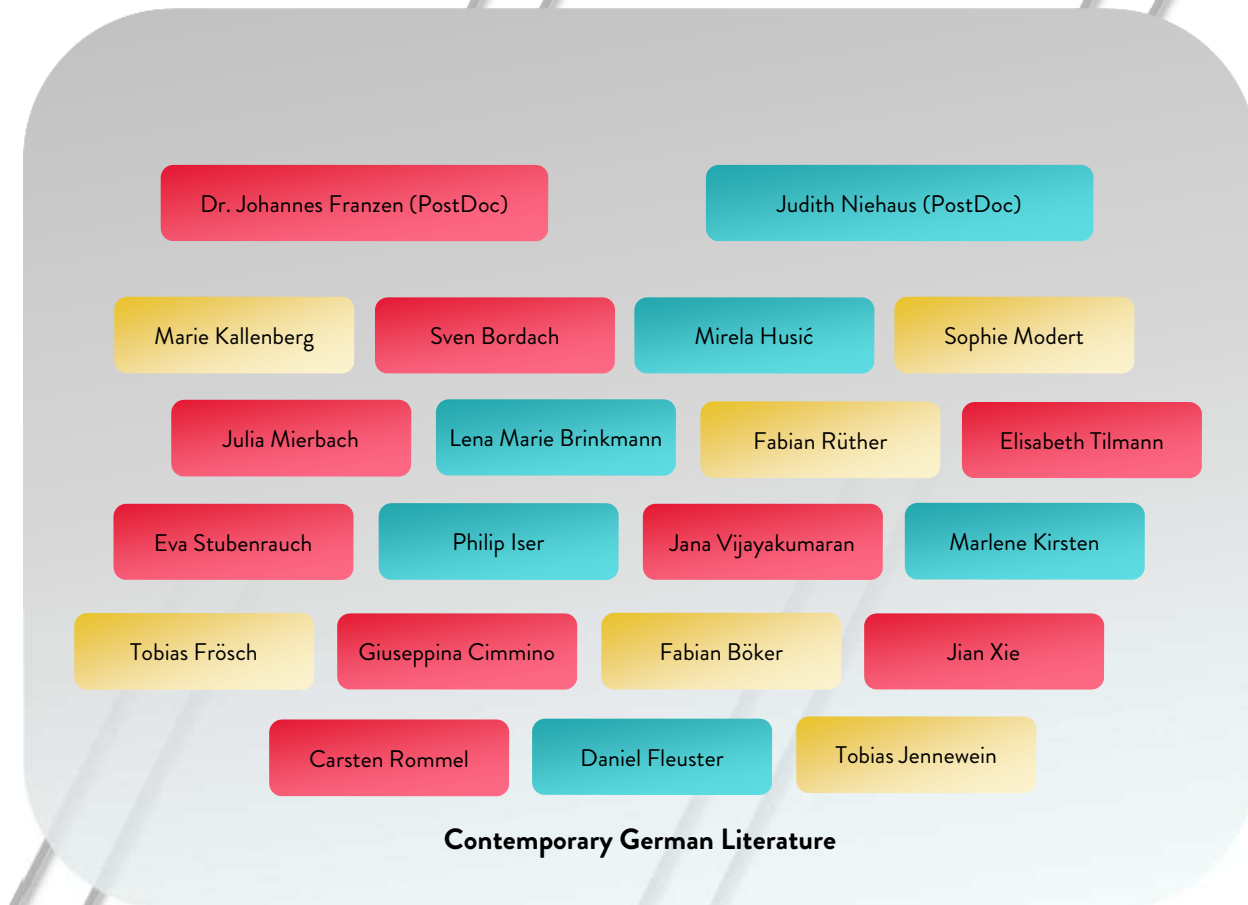 Dr. Johannes Franzen (PostDoc)
Judith Niehaus (PostDoc)
Marie Kallenberg
Sven Bordach
Mirela Husić
Sophie Modert
Julia Mierbach
Lena Marie Brinkmann
Fabian Rüther
Elisabeth Tilmann
Eva Stubenrauch
Philip Iser
Jana Vijayakumaran
Marlene Kirsten
Tobias Frösch
Giuseppina Cimmino
Fabian Böker
Jian Xie
Carsten Rommel
Daniel Fleuster
Tobias Jennewein
Contemporary German Literature